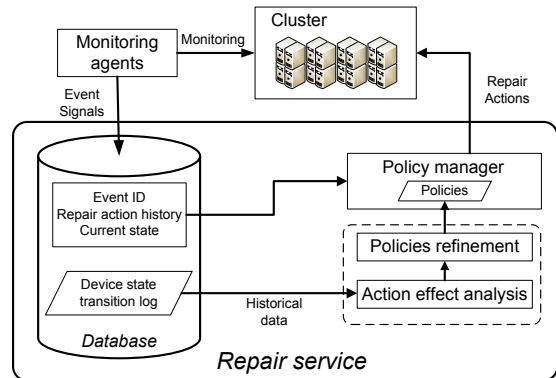 Cluster
Monitoring
agents
Monitoring
Event
Signals
Repair
Actions
Event ID
Repair action history
Current state
Policy manager
Policies
Policies refinement
Action effect analysis
Device state
transition log
Historical
data
Database
Repair service